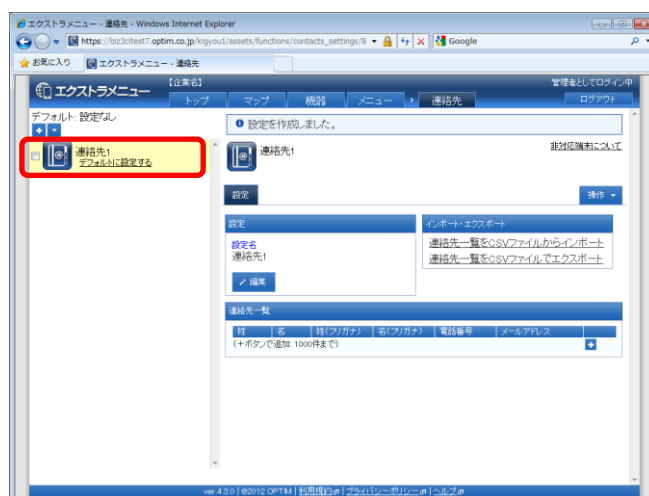 エクストラメニュー - 連絡先 - Windows Internet Explorer
https://biz3citest7.optim.co.jp/kigyou1/assets/functions/contacts_settings/8
Google
お気に入り
エクストラメニュー - 連絡先
エクストラメニュー
【企業名】
管理者としてログイン中
トップ
マップ
機器
メニュー
連絡先
ログアウト
デフォルト: 設定なし
設定を作成しました。
連絡先1
デフォルトに設定する
連絡先1
非対応端末について
設定
操作
設定
インポート・エクスポート
設定名
連絡先1
連絡先一覧をCSVファイルからインポート
連絡先一覧をCSVファイルでエクスポート
編集
連絡先一覧
姓
名
姓(フリガナ)
名(フリガナ)
電話番号
メールアドレス
(+ボタンで追加: 1000件まで)
ver.4.3.0 | ©2012 OPTiM | 利用規約 | プライバシーポリシー | ヘルプ